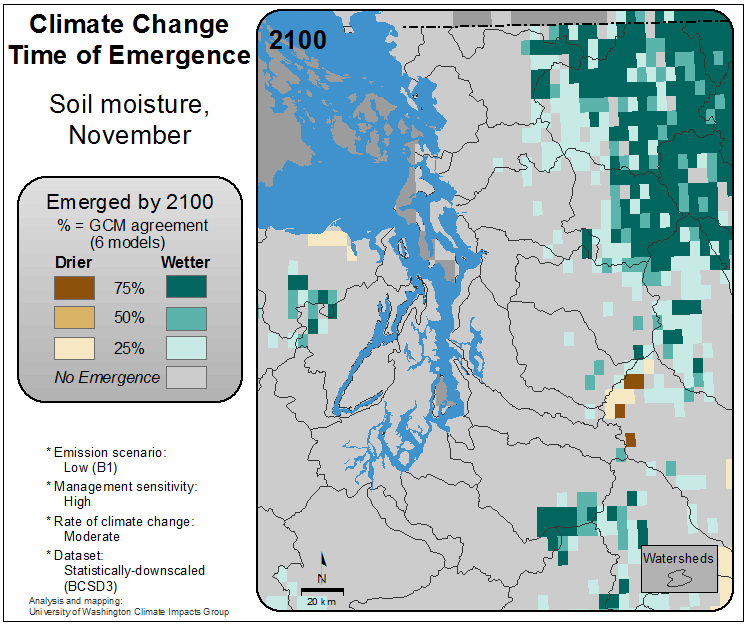 Climate Change
Time of Emergence
Soil moisture,
November
Emerged by 2100
% = GCM agreement
(6 models)
Drier Wetter
75%
50%
25%
No Emergence
* Emission scenario:
Low (B1)
* Management sensitivity:
High
* Rate of climate change:
Moderate
* Dataset:
Statistically-downscaled
(BCSD3)
Analysis and mapping:
University of Washington Climate Impacts Group
2100
N
20 km
Watersheds